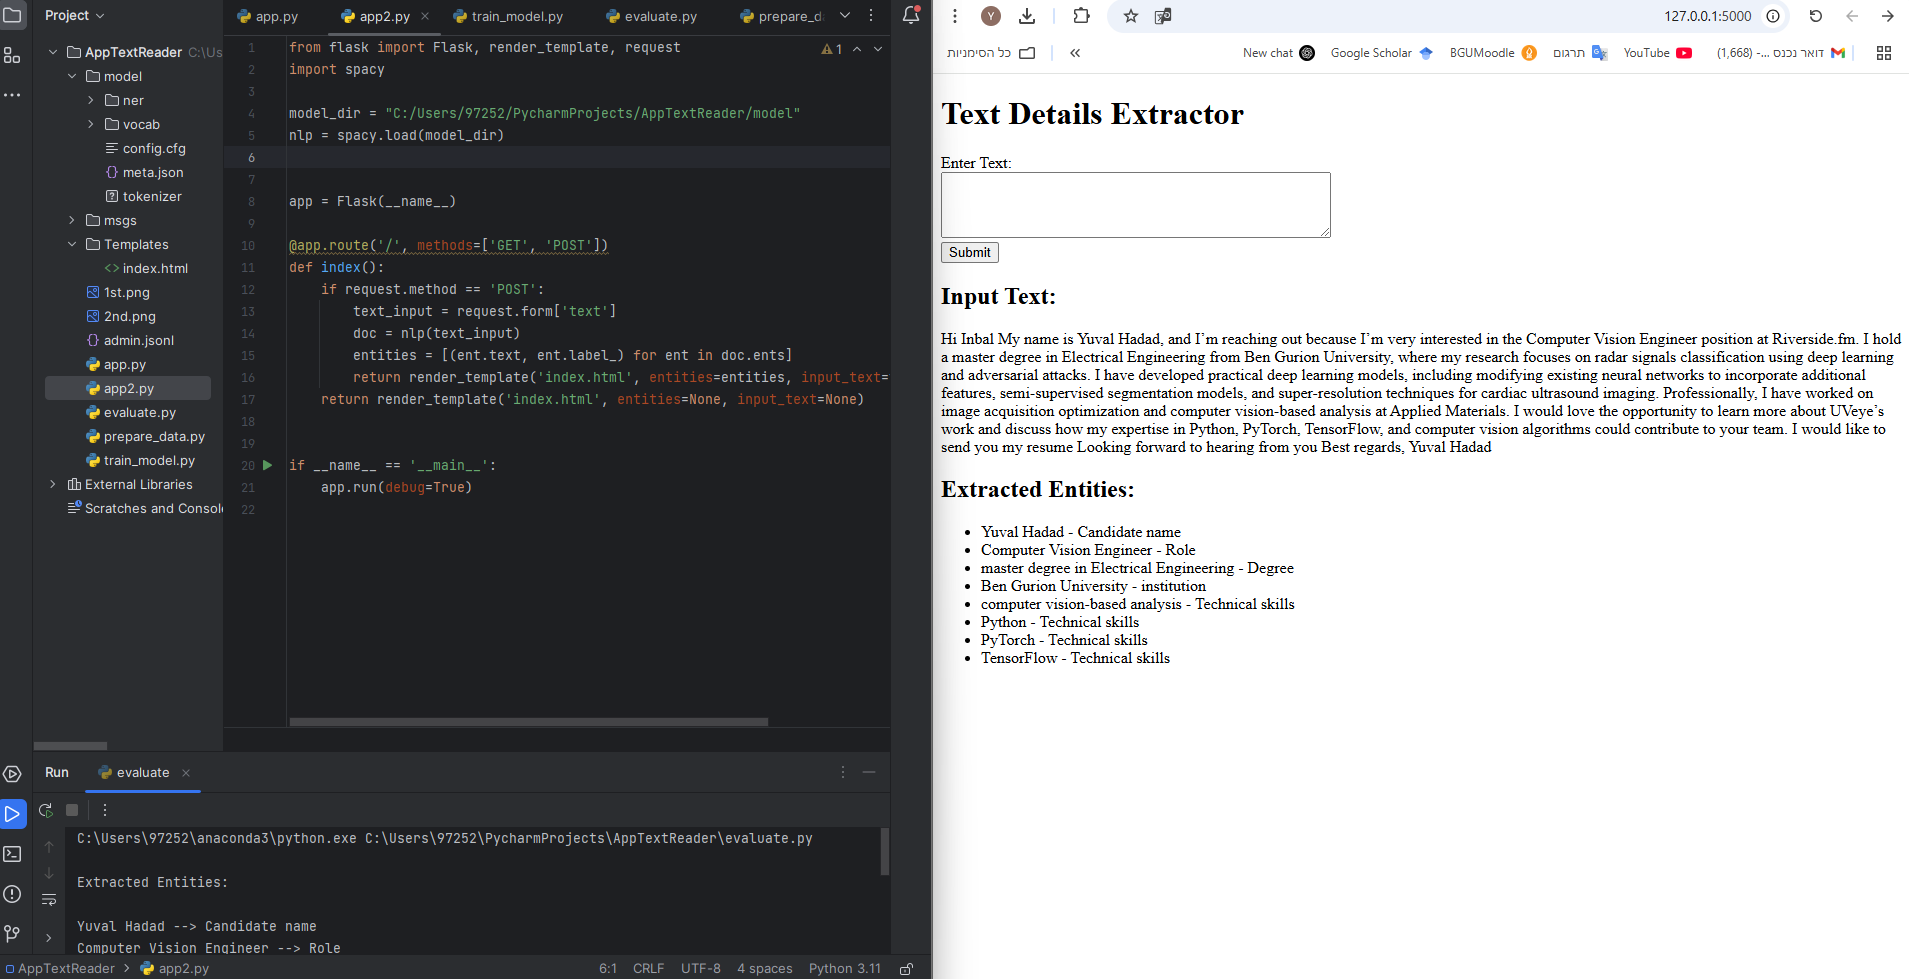 Project
AppTextReader C:\Us
model
ner
vocab
config.cfg
meta.json
tokenizer
msgs
Templates
index.html
1st.png
2nd.png
admin.jsonl
app.py
app2.py
evaluate.py
prepare_data.py
train_model.py
External Libraries
Scratches and Consol
app.py
app2.py
train_model.py
evaluate.py
prepare_d
1 from flask import Flask, render_template, request
1
2 import spacy
3
4 model_dir = "C:/Users/97252/PycharmProjects/AppTextReader/model"
5 nlp = spacy.load(model_dir)
6
7
8 app = Flask(__name__)
9
10 @app.route('/', methods=['GET', 'POST'])
11 def index():
12 if request.method == 'POST':
13 text_input = request.form['text']
14 doc = nlp(text_input)
15 entities = [(ent.text, ent.label_) for ent in doc.ents]
16 return render_template('index.html', entities=entities, input_text=
17 return render_template('index.html', entities=None, input_text=None)
18
19
20 if __name__ == '__main__':
21 app.run(debug=True)
22
Run evaluate
C:\Users\97252\anaconda3\python.exe C:\Users\97252\PycharmProjects\AppTextReader\evaluate.py
Extracted Entities:
Yuval Hadad --> Candidate name
Computer Vision Engineer --> Role
AppTextReader > app2.py
6:1 CRLF UTF-8 4 spaces Python 3.11
Y
127.0.0.1:5000
כל הסימניות
New chat
Google Scholar
BGUMoodle
תרגום
YouTube
דואר נכנס ...- (1,668)
Text Details Extractor
Enter Text:
Submit
Input Text:
Hi Inbal My name is Yuval Hadad, and I’m reaching out because I’m very interested in the Computer Vision Engineer position at Riverside.fm. I hold
a master degree in Electrical Engineering from Ben Gurion University, where my research focuses on radar signals classification using deep learning
and adversarial attacks. I have developed practical deep learning models, including modifying existing neural networks to incorporate additional
features, semi-supervised segmentation models, and super-resolution techniques for cardiac ultrasound imaging. Professionally, I have worked on
image acquisition optimization and computer vision-based analysis at Applied Materials. I would love the opportunity to learn more about UVeye’s
work and discuss how my expertise in Python, PyTorch, TensorFlow, and computer vision algorithms could contribute to your team. I would like to
send you my resume Looking forward to hearing from you Best regards, Yuval Hadad
Extracted Entities:
Yuval Hadad - Candidate name
Computer Vision Engineer - Role
master degree in Electrical Engineering - Degree
Ben Gurion University - institution
computer vision-based analysis - Technical skills
Python - Technical skills
PyTorch - Technical skills
TensorFlow - Technical skills